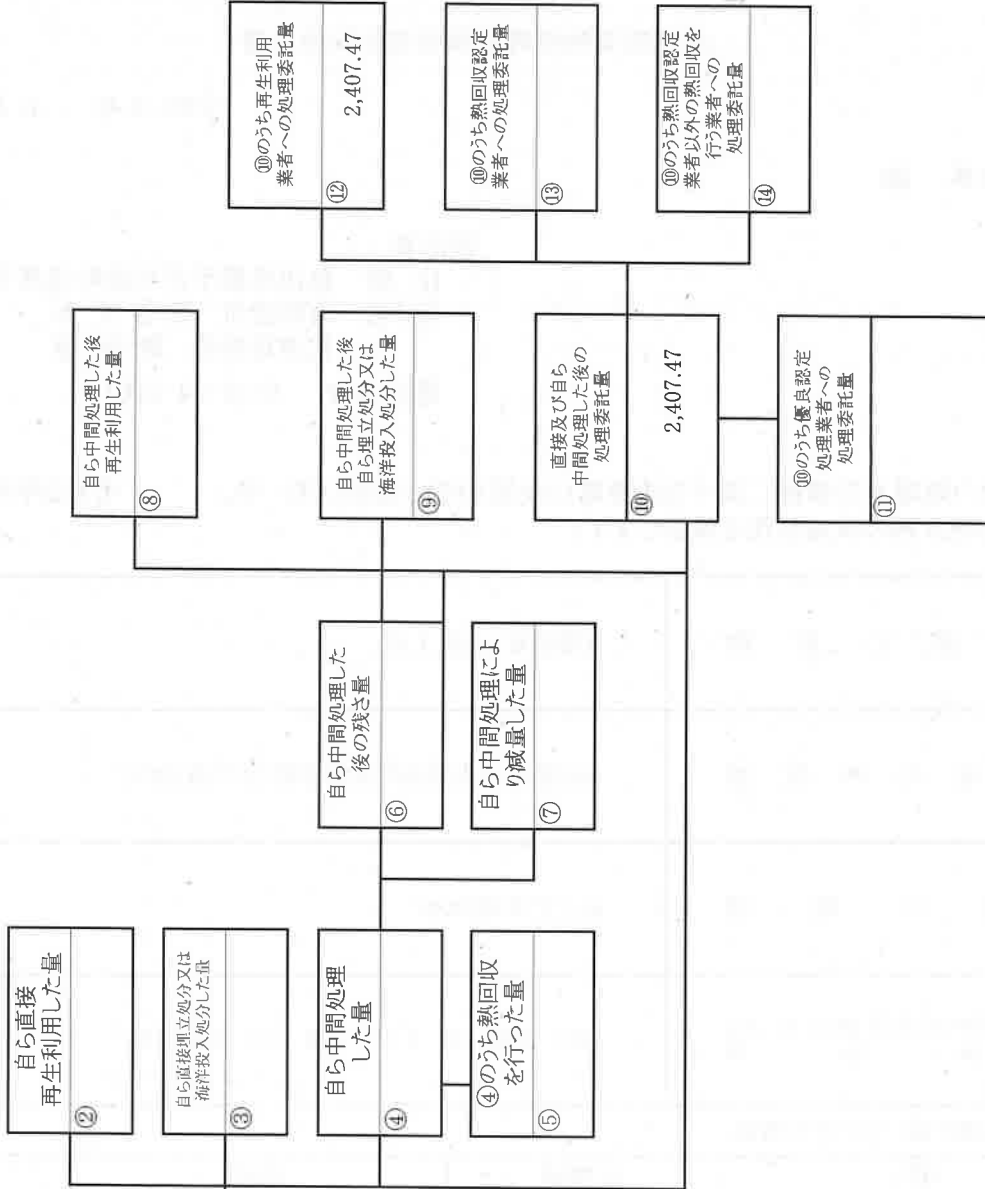 自ら直接
再生利用した量
②
自ら直接埋立処分又は
海洋投入処分した量
③
自ら中間処理
した量
④
④のうち熱回収
を行った量
⑤
自ら中間処理した
後の残さ量
⑥
自ら中間処理によ
り減量した量
⑦
自ら中間処理した後
再生利用した量
⑧
自ら中間処理した後
自ら埋立処分又は
海洋投入処分した量
⑨
直接及び自ら
中間処理した後の
処理委託量
⑩
2,407.47
⑩のうち優良認定
処理業者への
処理委託量
⑪
⑩のうち再生利用
業者への処理委託量
⑫
2,407.47
⑩のうち熱回収認定
業者への処理委託量
⑬
⑩のうち熱回収認定
業者以外の熱回収を
行う業者への
処理委託量
⑭